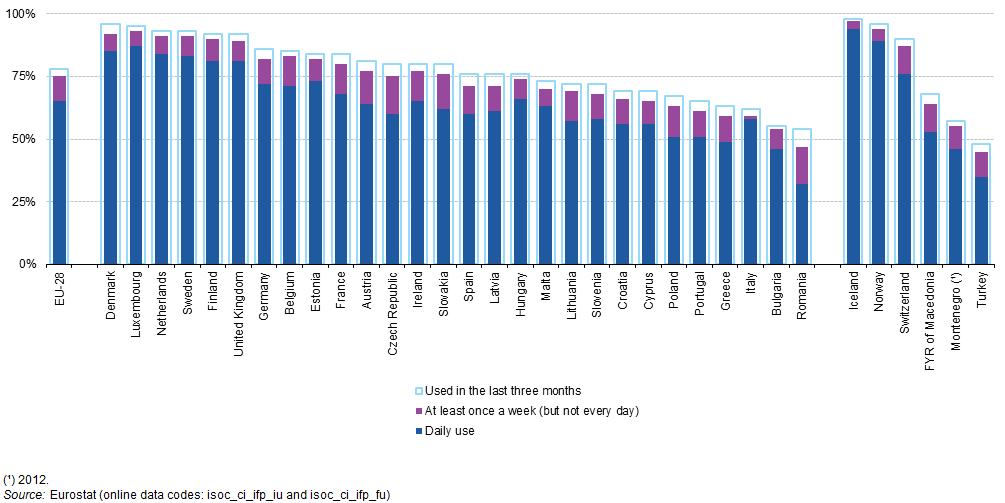 100%
75%
50%
25%
0%
EU-28
Denmark
Luxembourg
Netherlands
Sweden
Finland
United Kingdom
Germany
Belgium
Estonia
France
Austria
Czech Republic
Ireland
Slovakia
Spain
Latvia
Hungary
Malta
Lithuania
Slovenia
Croatia
Cyprus
Poland
Portugal
Greece
Italy
Bulgaria
Romania
Iceland
Norway
Switzerland
FYR of Macedonia
Montenegro (¹)
Turkey
Used in the last three months
At least once a week (but not every day)
Daily use
(¹) 2012.
Source: Eurostat (online data codes: isoc_ci_ifp_iu and isoc_ci_ifp_fu)